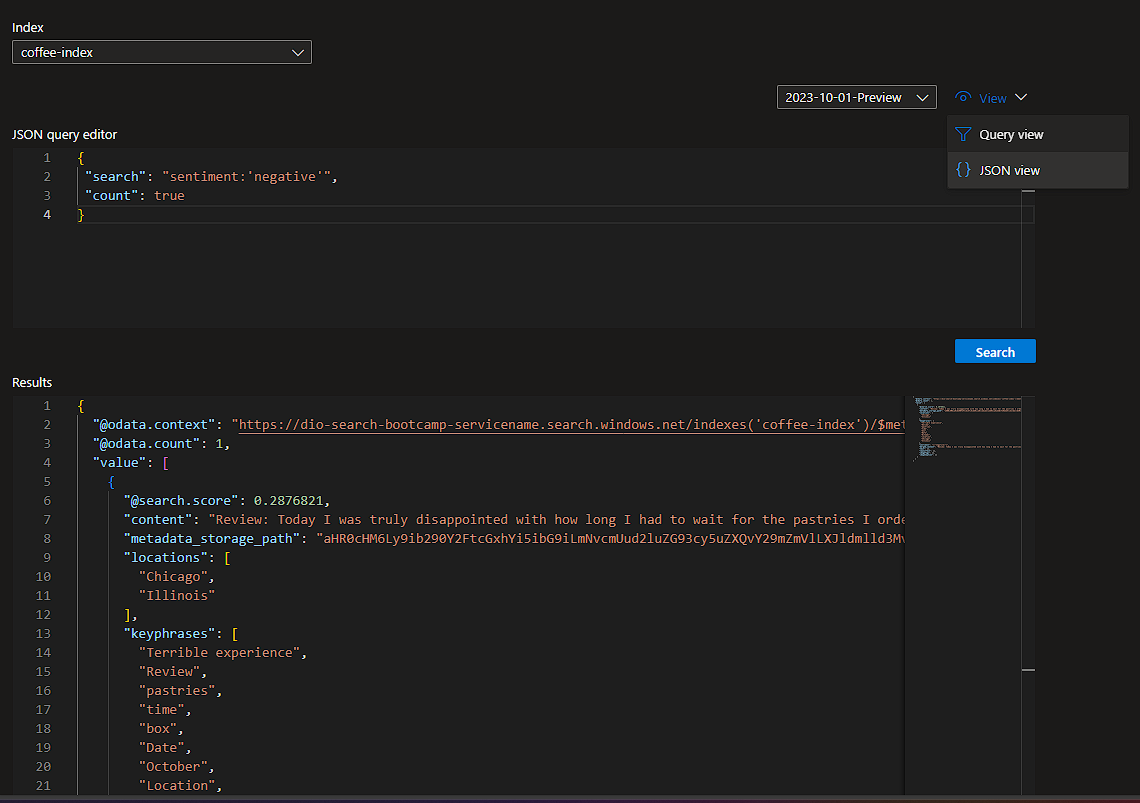 Index
coffee-index
2023-10-01-Preview
View
Query view
JSON view
JSON query editor
1 {
2 "search": "sentiment:'negative'",
3 "count": true
4 }
Search
Results
1 {
2 "@odata.context": "https://dio-search-bootcamp-servicename.search.windows.net/indexes('coffee-index')/$met
3 "@odata.count": 1,
4 "value": [
5 {
6 "@search.score": 0.2876821,
7 "content": "Review: Today I was truly disappointed with how long I had to wait for the pastries I orde
8 "metadata_storage_path":
9 "locations": [
10 "Chicago",
11 "Illinois"
12 ],
13 "keyphrases": [
14 "Terrible experience",
15 "Review",
16 "pastries",
17 "time",
18 "box",
19 "Date",
20 "October",
21 "Location",